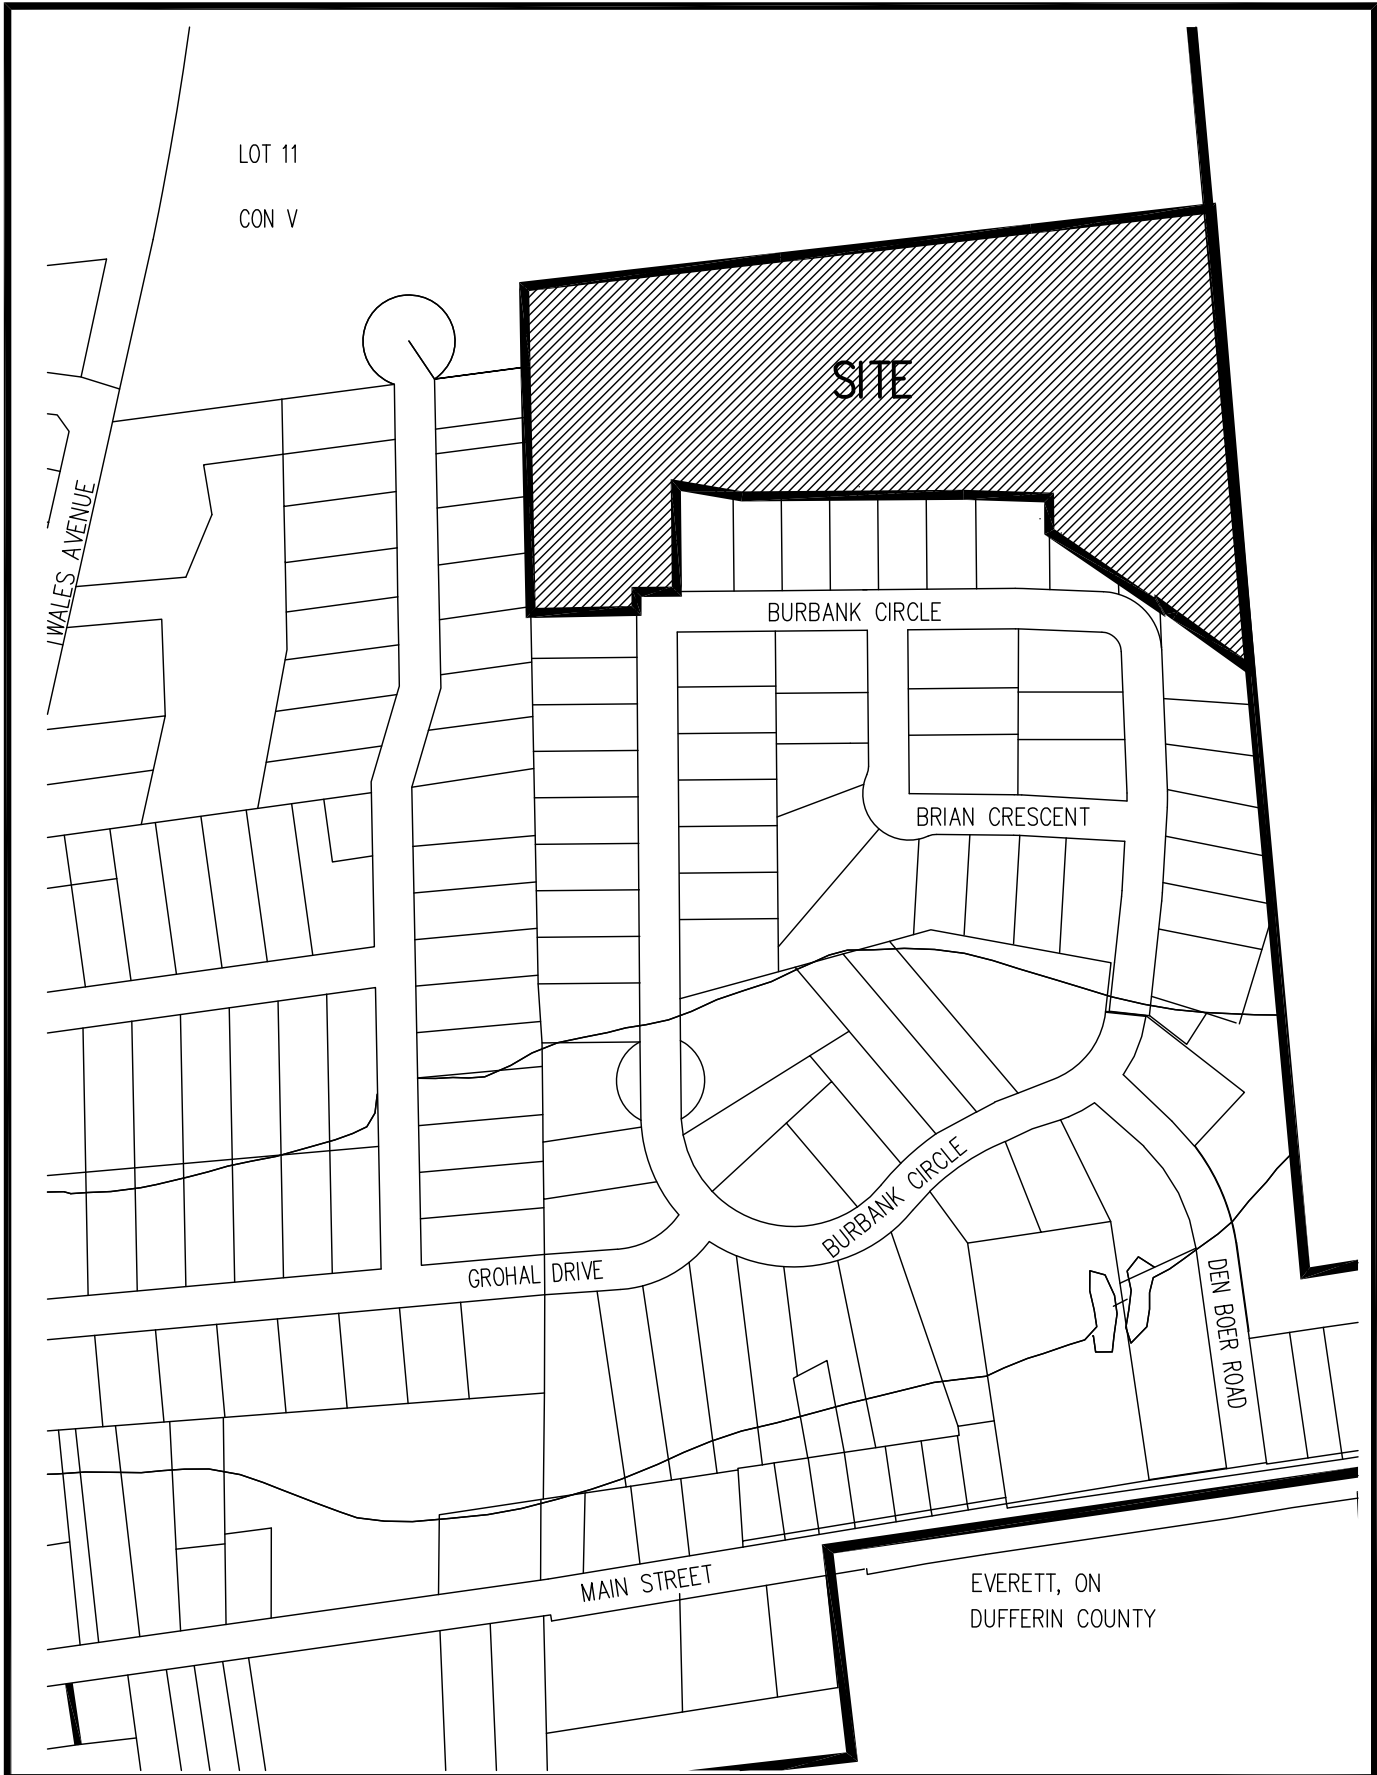 LOT 11
CON V
SITE
WALES AVENUE
BURBANK CIRCLE
BRIAN CRESCENT
BURBANK CIRCLE
GROHAL DRIVE
DEN BOER ROAD
MAIN STREET
EVERETT, ON
DUFFERIN COUNTY